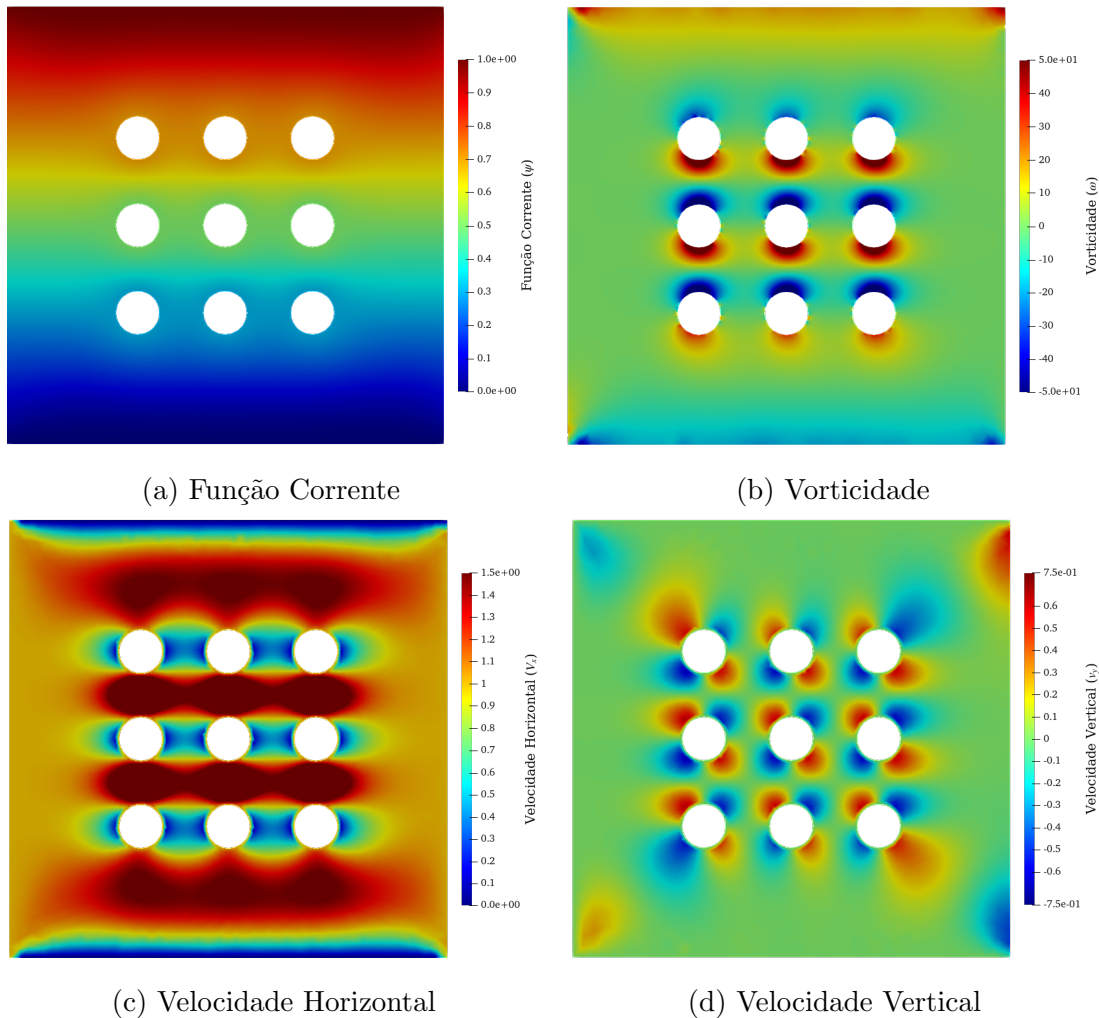 1.0e+00
0.9
0.8
0.7
0.6
0.5
0.4
0.3
0.2
0.1
0.0e+00
Função Corrente (ψ)
5.0e+01
40
30
20
10
0
-10
-20
-30
-40
-5.0e+01
Vorticidade (ω)
(a) Função Corrente
(b) Vorticidade
1.5e+00
1.4
1.3
1.2
1.1
1
0.9
0.8
0.7
0.6
0.5
0.4
0.3
0.2
0.1
0.0e+00
Velocidade Horizontal (Vₓ)
7.5e-01
0.6
0.5
0.4
0.3
0.2
0.1
0
-0.1
-0.2
-0.3
-0.4
-0.5
-0.6
-7.5e-01
Velocidade Vertical (vᵧ)
(c) Velocidade Horizontal
(d) Velocidade Vertical